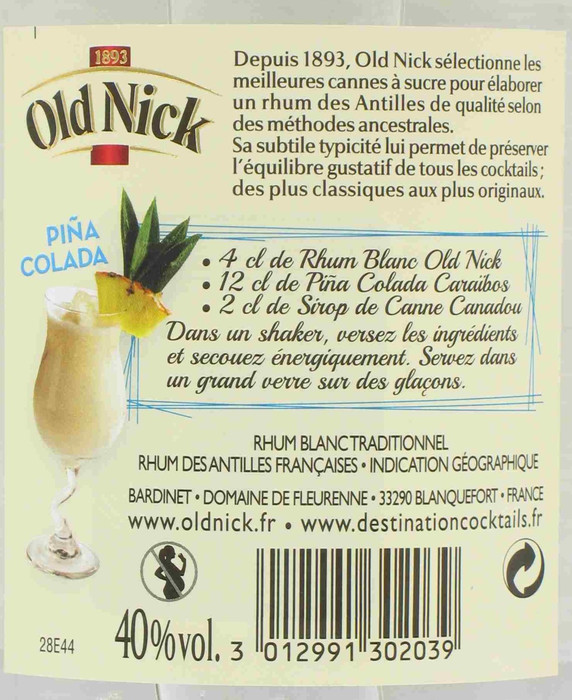 1893
Old Nick
Depuis 1893, Old Nick sélectionne les
meilleures cannes à sucre pour élaborer
un rhum des Antilles de qualité selon
des méthodes ancestrales.
Sa subtile typicité lui permet de préserver
l'équilibre gustatif de tous les cocktails ;
des plus classiques aux plus originaux.
PIÑA
COLADA
• 4 cl de Rhum Blanc Old Nick
• 12 cl de Piña Colada Caraïbos
• 2 cl de Sirop de Canne Canadou
Dans un shaker, versez les ingrédients
et secouez énergiquement. Servez dans
un grand verre sur des glaçons.
RHUM BLANC TRADITIONNEL
RHUM DES ANTILLES FRANÇAISES • INDICATION GÉOGRAPHIQUE
BARDINET • DOMAINE DE FLEURENNE • 33290 BLANQUEFORT • FRANCE
www.oldnick.fr • www.destinationcocktails.fr
28E44
40%vol.
3 012991 302039